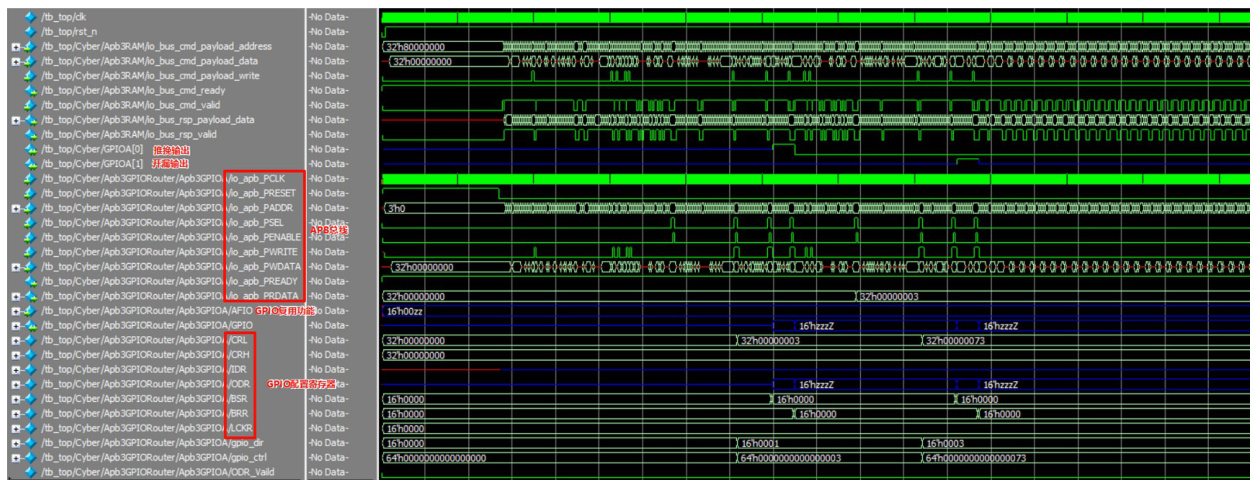 /tb_top/clk -No Data-
/tb_top/rst_n -No Data-
/tb_top/Cyber/Apb3RAM/io_bus_cmd_payload_address -No Data- 32'h80000000
/tb_top/Cyber/Apb3RAM/io_bus_cmd_payload_data -No Data- 32'h00000000
/tb_top/Cyber/Apb3RAM/io_bus_cmd_payload_write -No Data-
/tb_top/Cyber/Apb3RAM/io_bus_cmd_ready -No Data-
/tb_top/Cyber/Apb3RAM/io_bus_cmd_valid -No Data-
/tb_top/Cyber/Apb3RAM/io_bus_rsp_payload_data -No Data-
/tb_top/Cyber/Apb3RAM/io_bus_rsp_valid -No Data-
/tb_top/Cyber/GPIOA[0] 推挽输出 -No Data-
/tb_top/Cyber/GPIOA[1] 开漏输出 -No Data-
/tb_top/Cyber/Apb3GPIORouter/Apb3GPIOA/io_apb_PCLK -No Data-
/tb_top/Cyber/Apb3GPIORouter/Apb3GPIOA/io_apb_PRESET -No Data-
/tb_top/Cyber/Apb3GPIORouter/Apb3GPIOA/io_apb_PADDR -No Data- 3'h0
/tb_top/Cyber/Apb3GPIORouter/Apb3GPIOA/io_apb_PSEL -No Data-
APB总线
/tb_top/Cyber/Apb3GPIORouter/Apb3GPIOA/io_apb_PENABLE -No Data-
/tb_top/Cyber/Apb3GPIORouter/Apb3GPIOA/io_apb_PWRITE -No Data-
/tb_top/Cyber/Apb3GPIORouter/Apb3GPIOA/io_apb_PWDATA -No Data- 32'h00000000
/tb_top/Cyber/Apb3GPIORouter/Apb3GPIOA/io_apb_PREADY -No Data-
/tb_top/Cyber/Apb3GPIORouter/Apb3GPIOA/io_apb_PRDATA -No Data- 32'h00000000 32'h00000003
/tb_top/Cyber/Apb3GPIORouter/Apb3GPIOA/AFIO GPIO复用功能 -No Data- 16'h00zz
/tb_top/Cyber/Apb3GPIORouter/Apb3GPIOA/GPIO -No Data- 16'hzzzZ 16'hzzzZ
/tb_top/Cyber/Apb3GPIORouter/Apb3GPIOA/CRL -No Data- 32'h00000000 32'h00000003 32'h00000073
/tb_top/Cyber/Apb3GPIORouter/Apb3GPIOA/CRH -No Data- 32'h00000000
/tb_top/Cyber/Apb3GPIORouter/Apb3GPIOA/IDR -No Data-
/tb_top/Cyber/Apb3GPIORouter/Apb3GPIOA/ODR GPIO配置寄存器 -No Data- 16'hzzzZ 16'hzzzZ
/tb_top/Cyber/Apb3GPIORouter/Apb3GPIOA/BSR -No Data- 16'h0000 16'h0000 16'h0000
/tb_top/Cyber/Apb3GPIORouter/Apb3GPIOA/BRR -No Data- 16'h0000 16'h0000 16'h0000
/tb_top/Cyber/Apb3GPIORouter/Apb3GPIOA/LCKR -No Data- 16'h0000
/tb_top/Cyber/Apb3GPIORouter/Apb3GPIOA/gpio_dir -No Data- 16'h0000 16'h0001 16'h0003
/tb_top/Cyber/Apb3GPIORouter/Apb3GPIOA/gpio_ctrl -No Data- 64'h0000000000000000 64'h0000000000000003 64'h0000000000000073
/tb_top/Cyber/Apb3GPIORouter/Apb3GPIOA/ODR_Vaild -No Data-